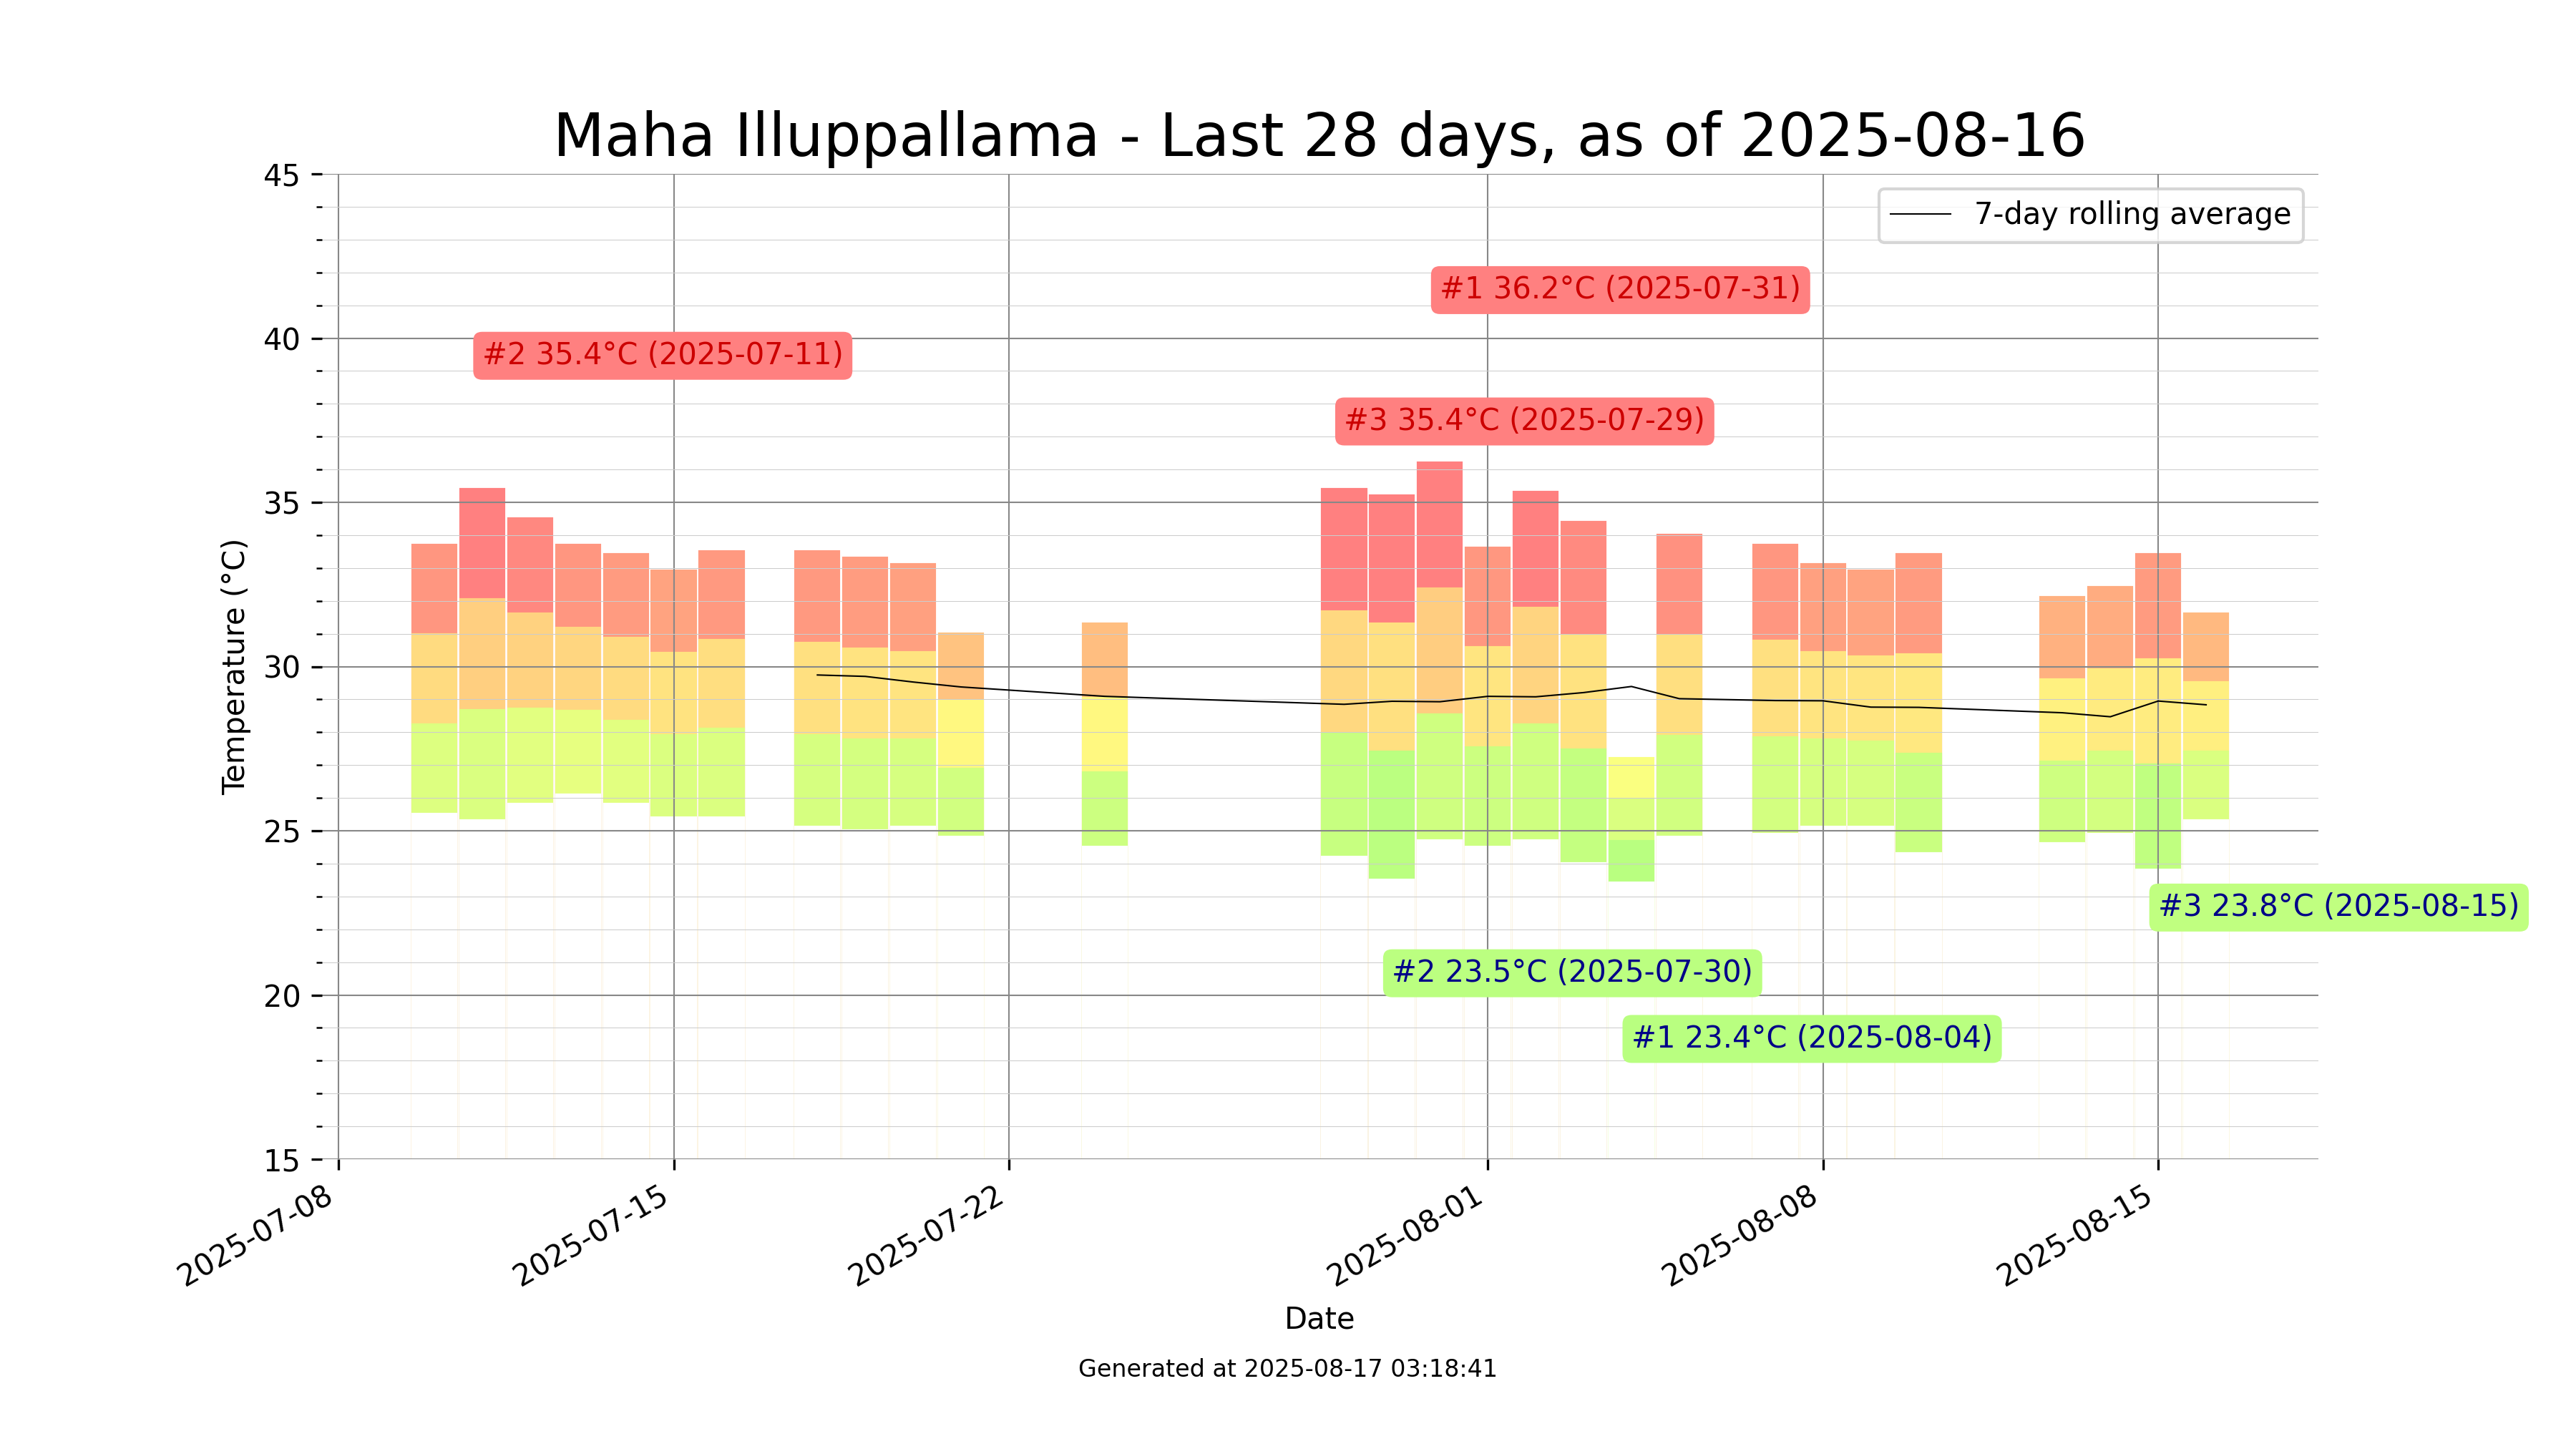 Maha Illuppallama - Last 28 days, as of 2025-08-16
7-day rolling average
#1 36.2°C (2025-07-31)
#2 35.4°C (2025-07-11)
#3 35.4°C (2025-07-29)
#3 23.8°C (2025-08-15)
#2 23.5°C (2025-07-30)
#1 23.4°C (2025-08-04)
Temperature (°C)
45
40
35
30
25
20
15
2025-07-08
2025-07-15
2025-07-22
2025-08-01
2025-08-08
2025-08-15
Date
Generated at 2025-08-17 03:18:41